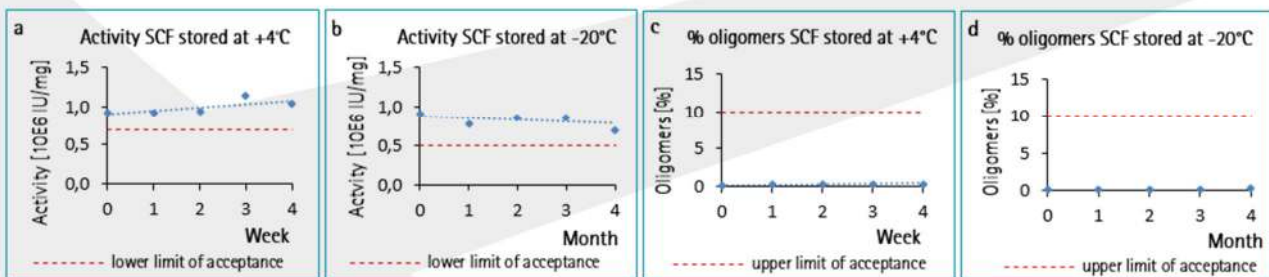 a
Activity SCF stored at +4°C
Activity [10E6 IU/mg]
1,5
1,0
0,5
0,0
0 1 2 3 4
Week
lower limit of acceptance
b
Activity SCF stored at -20°C
Actvity [10E6 IU/mg]
1,5
1,0
0,5
0,0
0 1 2 3 4
Month
lower limit of acceptance
c
% oligomers SCF stored at +4°C
Oligomers [%]
15
10
5
0
0 1 2 3 4
Week
upper limit of acceptance
d
% oligomers SCF stored at -20°C
Oligomers [%]
15
10
5
0
0 1 2 3 4
Month
upper limit of acceptance